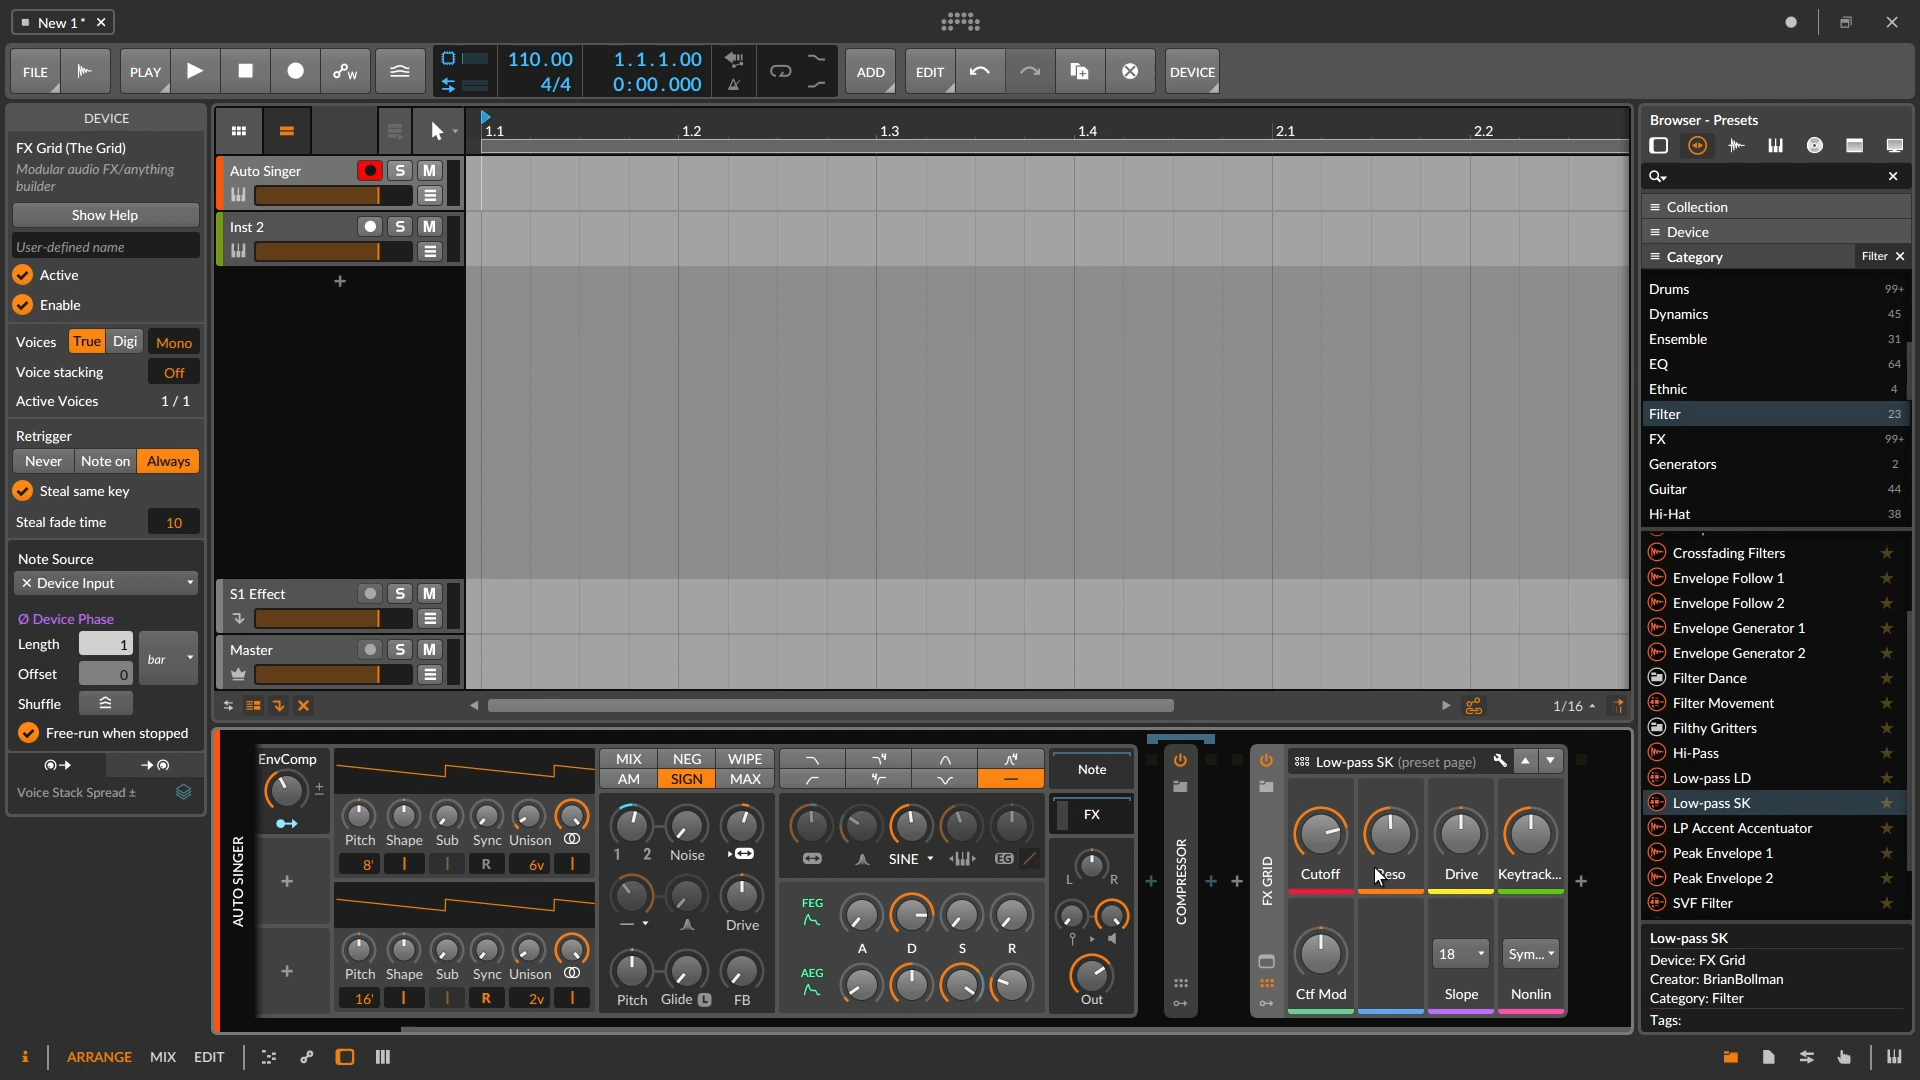 New 1*
FILE
PLAY
110.00
4/4
1.1.1.00
0:00.000
ADD
EDIT
DEVICE
DEVICE
FX Grid (The Grid)
Modular audio FX/anything
builder
Show Help
User-defined name
Active
Enable
Voices True Digi Mono
Voice stacking Off
Active Voices 1 / 1
Retrigger
Never Note on Always
Steal same key
Steal fade time 10
Note Source
Device Input
Ø Device Phase
Length 1 bar
Offset 0
Shuffle
Free-run when stopped
Voice Stack Spread ±
1.1 1.2 1.3 1.4 2.1 2.2
Auto Singer S M
Inst 2 S M
S1 Effect S M
Master S M
1/16
AUTO SINGER
EnvComp
Pitch Shape Sub Sync Unison
8' R 6v
Pitch Shape Sub Sync Unison
16' R 2v
MIX NEG WIPE
AM SIGN MAX
1 2 Noise
Drive
Pitch Glide L FB
SINE EG
FEG
A D S R
AEG
Note
FX
L R
Out
COMPRESSOR
FX GRID
Low-pass SK (preset page)
Cutoff Reso Drive Keytrack...
18 Sym...
Ctf Mod Slope Nonlin
Browser - Presets
Collection
Device
Category Filter
Drums 99+
Dynamics 45
Ensemble 31
EQ 64
Ethnic 4
Filter 23
FX 99+
Generators 2
Guitar 44
Hi-Hat 38
Crossfading Filters
Envelope Follow 1
Envelope Follow 2
Envelope Generator 1
Envelope Generator 2
Filter Dance
Filter Movement
Filthy Gritters
Hi-Pass
Low-pass LD
Low-pass SK
LP Accent Accentuator
Peak Envelope 1
Peak Envelope 2
SVF Filter
Low-pass SK
Device: FX Grid
Creator: BrianBollman
Category: Filter
Tags:
i ARRANGE MIX EDIT